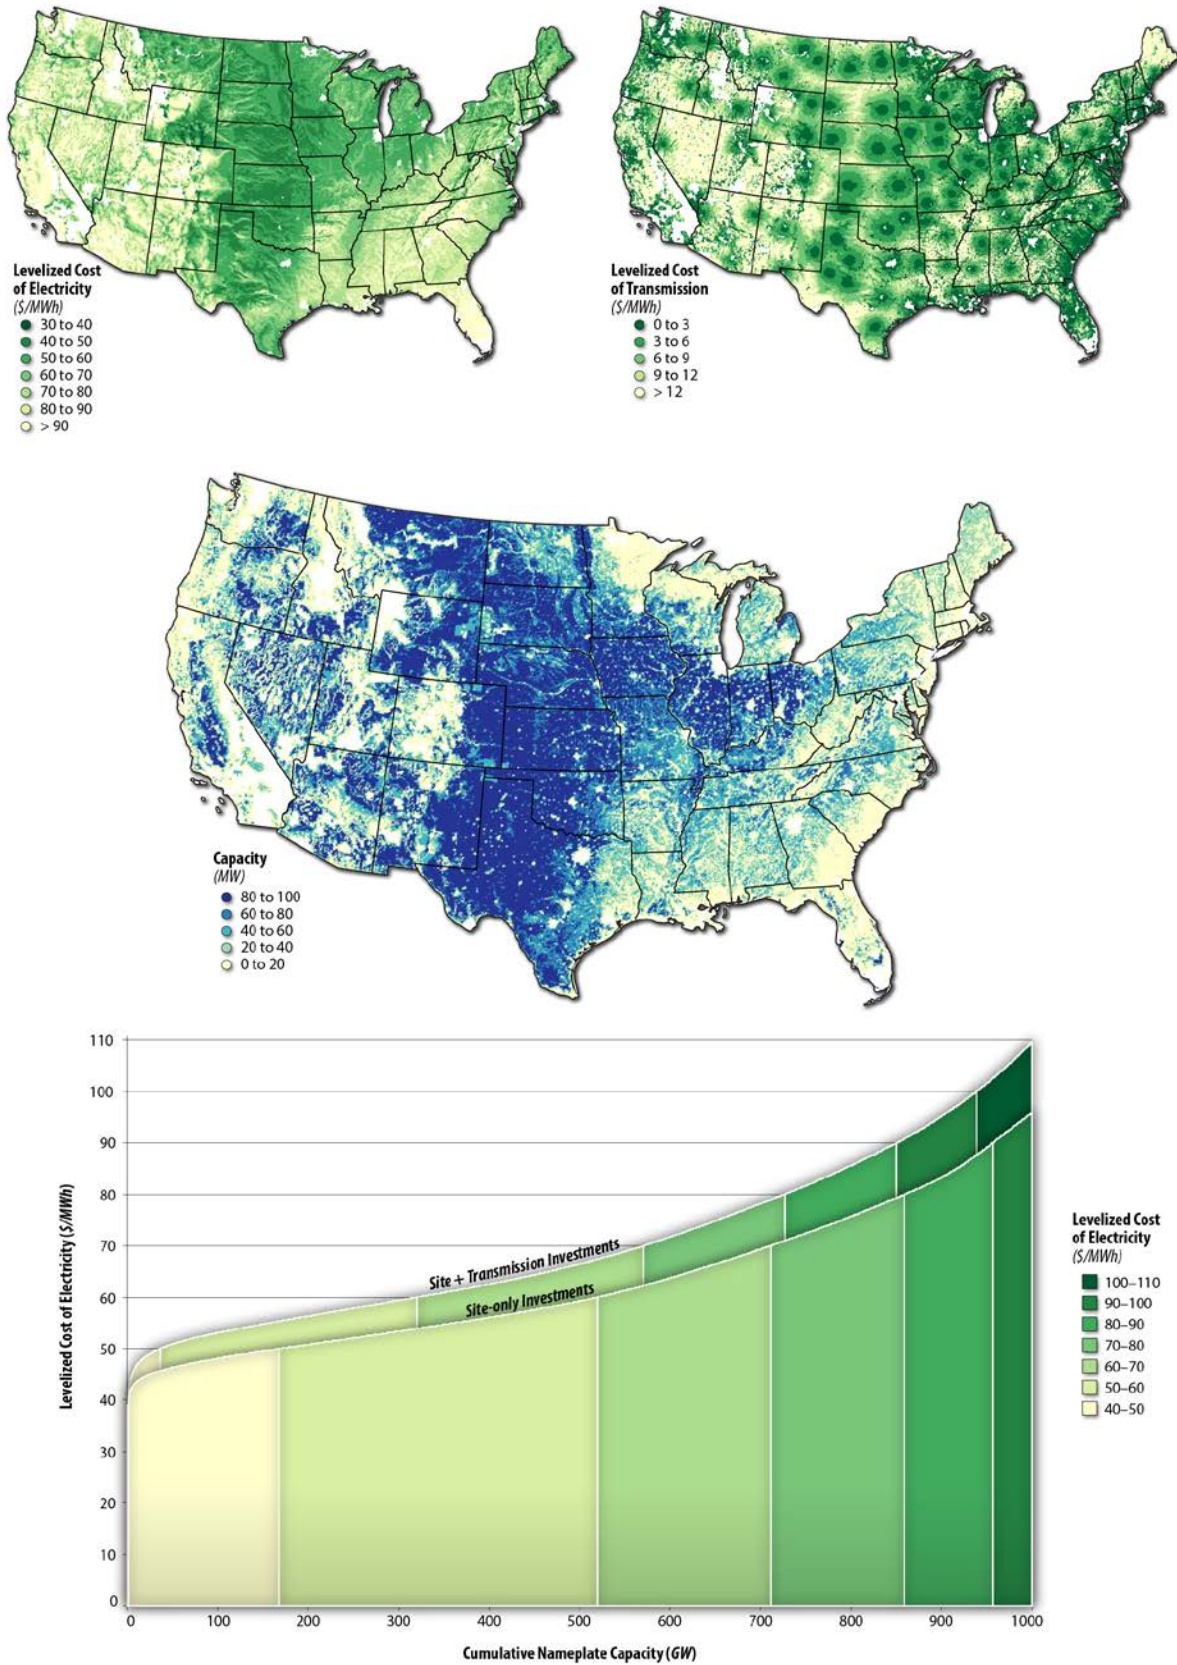 Levelized Cost
of Electricity
($/MWh)
30 to 40
40 to 50
50 to 60
60 to 70
70 to 80
80 to 90
> 90
Levelized Cost
of Transmission
($/MWh)
0 to 3
3 to 6
6 to 9
9 to 12
> 12
Capacity
(MW)
80 to 100
60 to 80
40 to 60
20 to 40
0 to 20
110
100
90
80
70
60
50
40
30
20
10
0
Levelized Cost of Electricity ($/MWh)
Site + Transmission Investments
Site-only Investments
0 100 200 300 400 500 600 700 800 900 1000
Cumulative Nameplate Capacity (GW)
Levelized Cost
of Electricity
($/MWh)
100–110
90–100
80–90
70–80
60–70
50–60
40–50